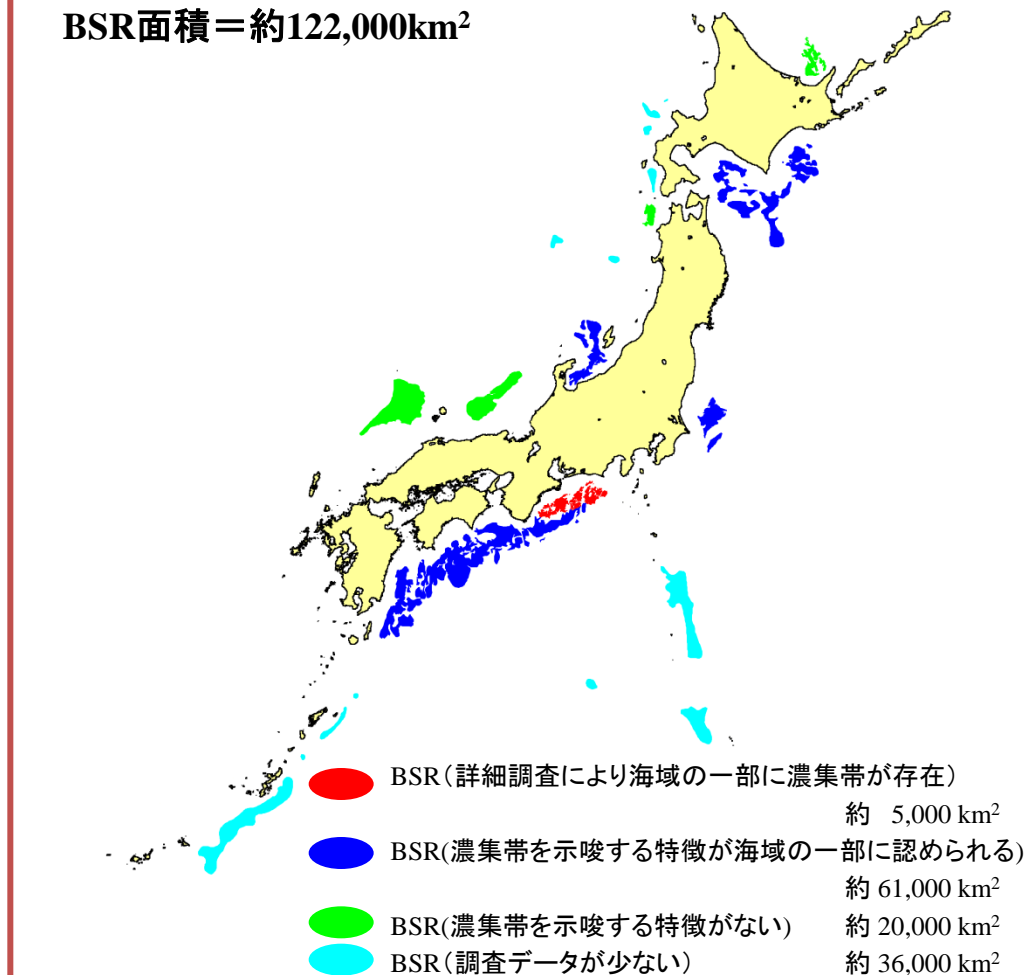 BSR面積＝約122,000km²
BSR（詳細調査により海域の一部に濃集帯が存在）
約 5,000 km²
BSR(濃集帯を示唆する特徴が海域の一部に認められる)
約 61,000 km²
BSR(濃集帯を示唆する特徴がない) 約 20,000 km²
BSR（調査データが少ない） 約 36,000 km²